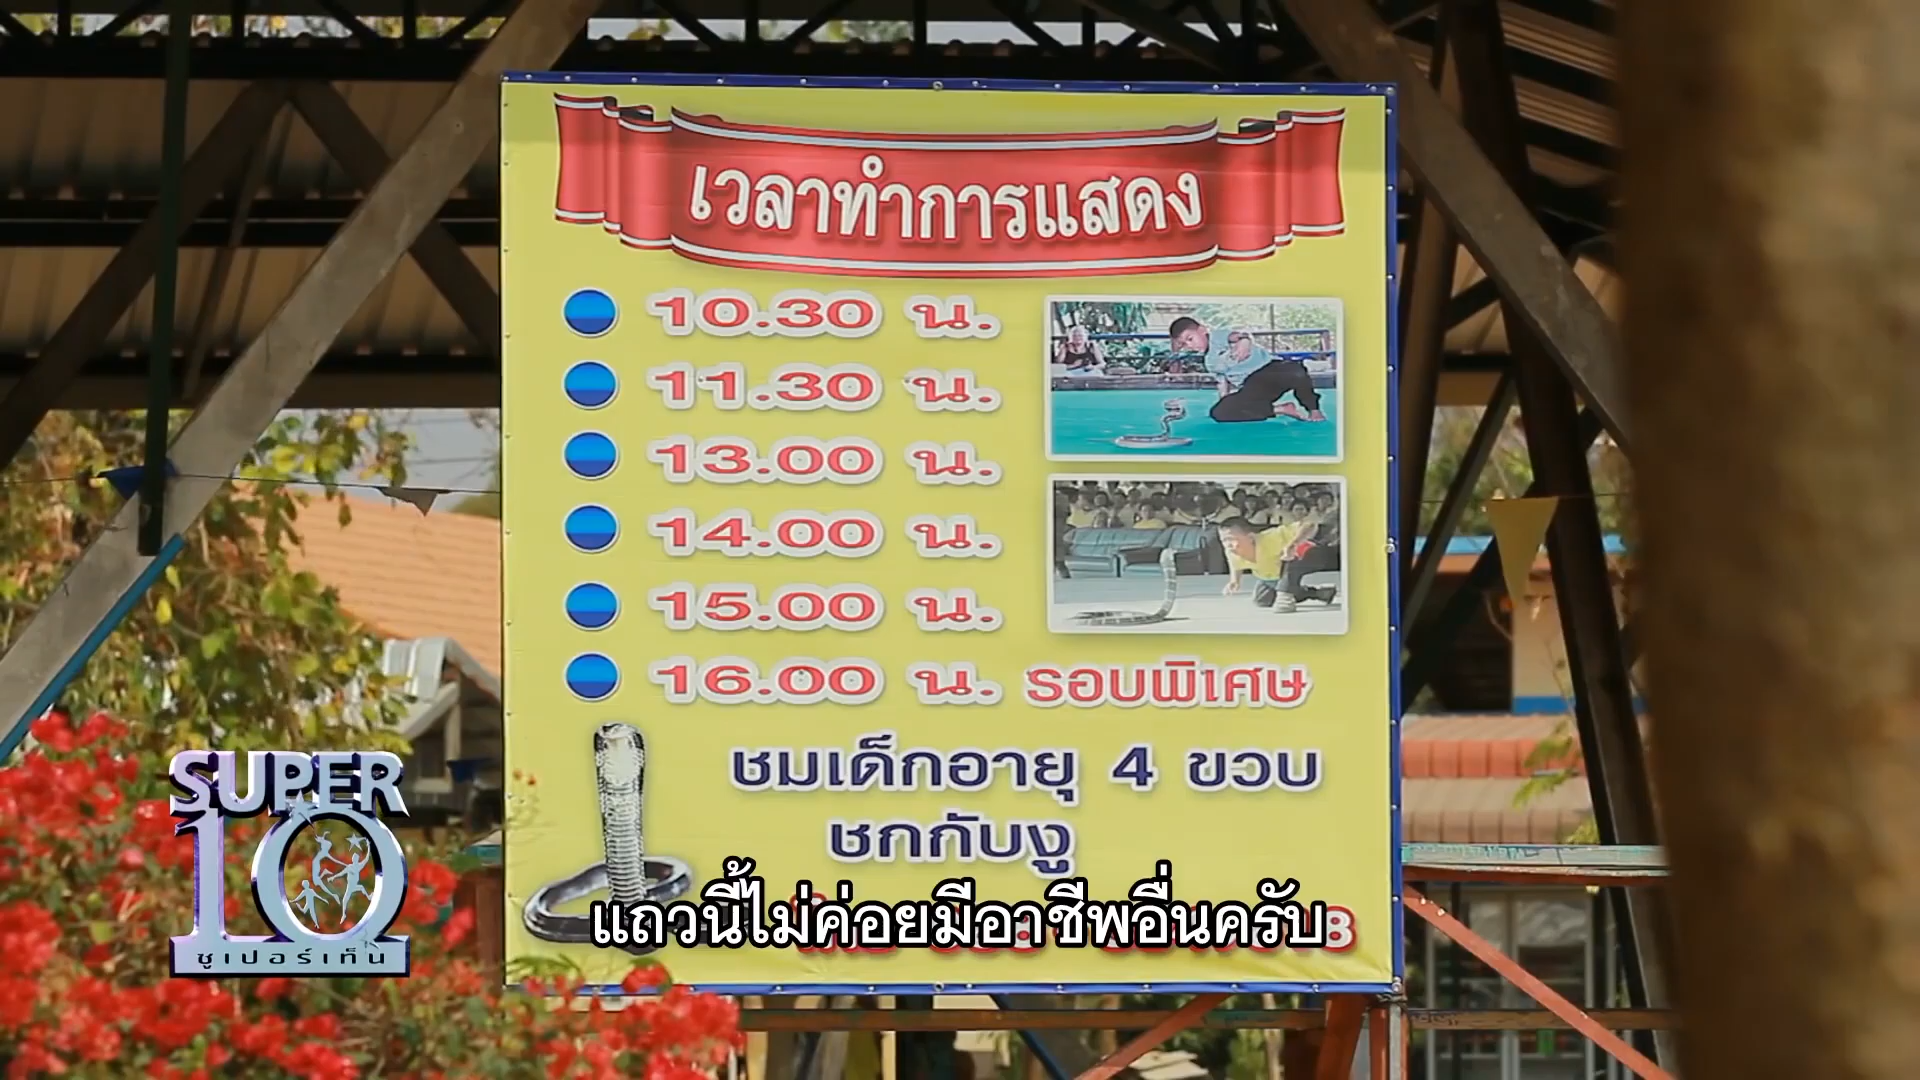 เวลาทำการแสดง
10.30 น.
11.30 น.
13.00 น.
14.00 น.
15.00 น.
16.00 น. รอบพิเศษ
ชมเด็กอายุ 4 ขวบ
ชกกับงู
แถวนี้ไม่ค่อยมีอาชีพอื่นครับ
SUPER
10
ซูเปอร์เท็น